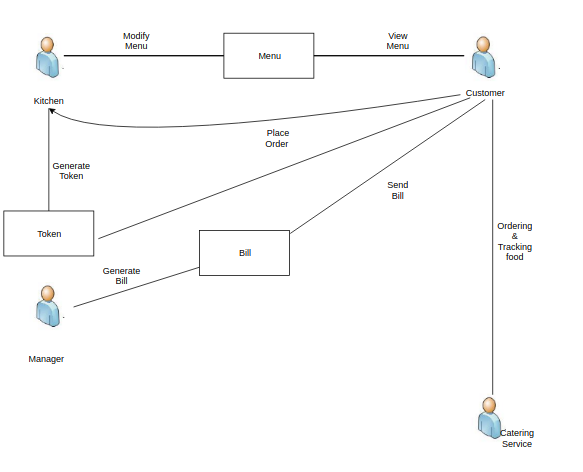 Modify
Menu
View
Menu
Menu
Kitchen
Customer
Place
Order
Generate
Token
Send
Bill
Token
Ordering
&
Tracking
food
Bill
Generate
Bill
Manager
Catering
Service